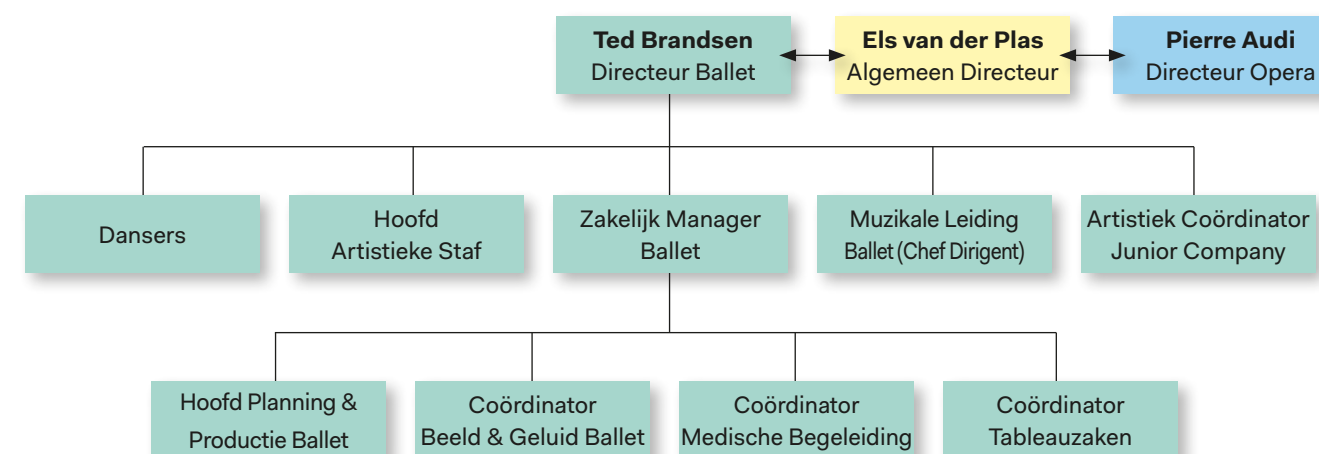 Ted Brandsen
Directeur Ballet
Els van der Plas
Algemeen Directeur
Pierre Audi
Directeur Opera
Dansers
Hoofd
Artistieke Staf
Zakelijk Manager
Ballet
Muzikale Leiding
Ballet (Chef Dirigent)
Artistiek Coördinator
Junior Company
Hoofd Planning &
Productie Ballet
Coördinator
Beeld & Geluid Ballet
Coördinator
Medische Begeleiding
Coördinator
Tableauzaken